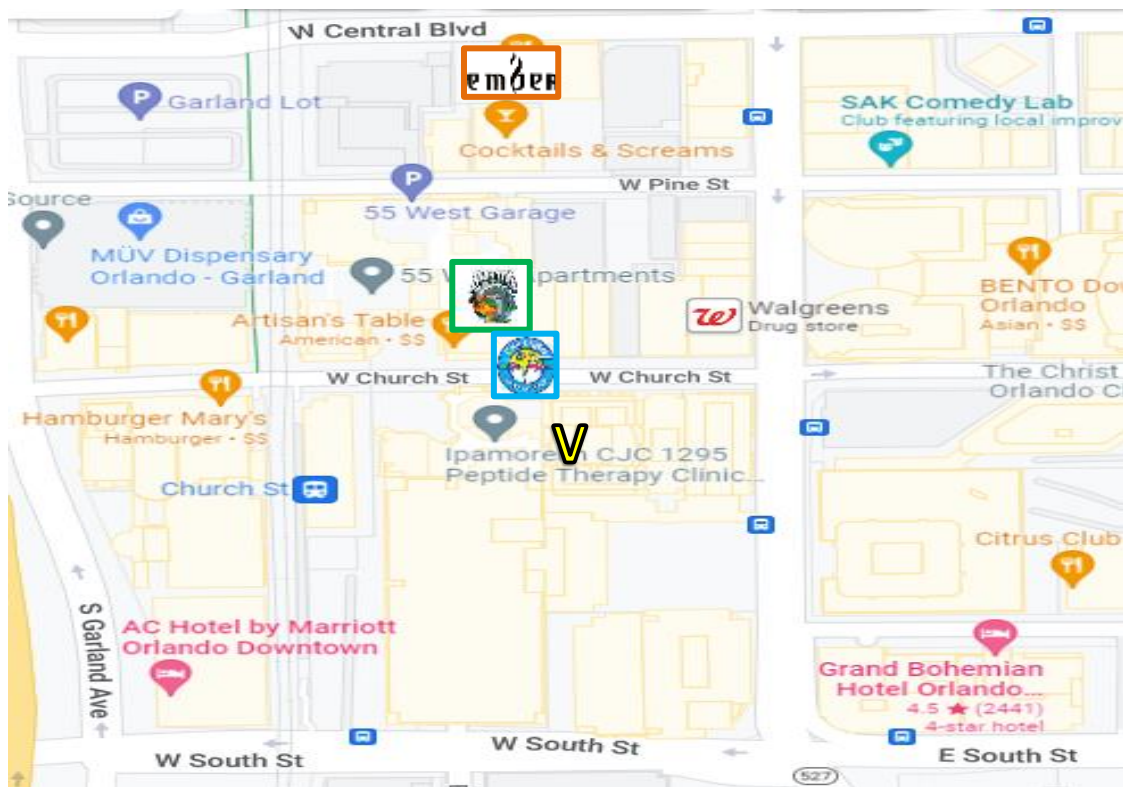 W Central Blvd
ember
Garland Lot
SAK Comedy Lab
Club featuring local improv
Cocktails & Screams
W Pine St
Source
55 West Garage
MÜV Dispensary
Orlando - Garland
55 W
Apartments
BENTO Do
Orlando
Asian · $$
Walgreens
Drug store
Artisan's Table
American · $$
W Church St
W Church St
The Christ
Orlando C
Hamburger Mary's
Hamburger · $$
V
CJC 1295
Peptide Therapy Clinic...
Church St
Citrus Club
S Garland Ave
AC Hotel by Marriott
Orlando Downtown
Grand Bohemian
Hotel Orlando...
4.5 ★ (2441)
4-star hotel
W South St
W South St
E South St
527